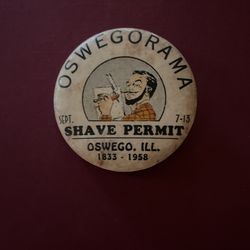 OSWEGORAMA
SEPT. 7-13
SHAVE PERMIT
OSWEGO, ILL.
1833 - 1958